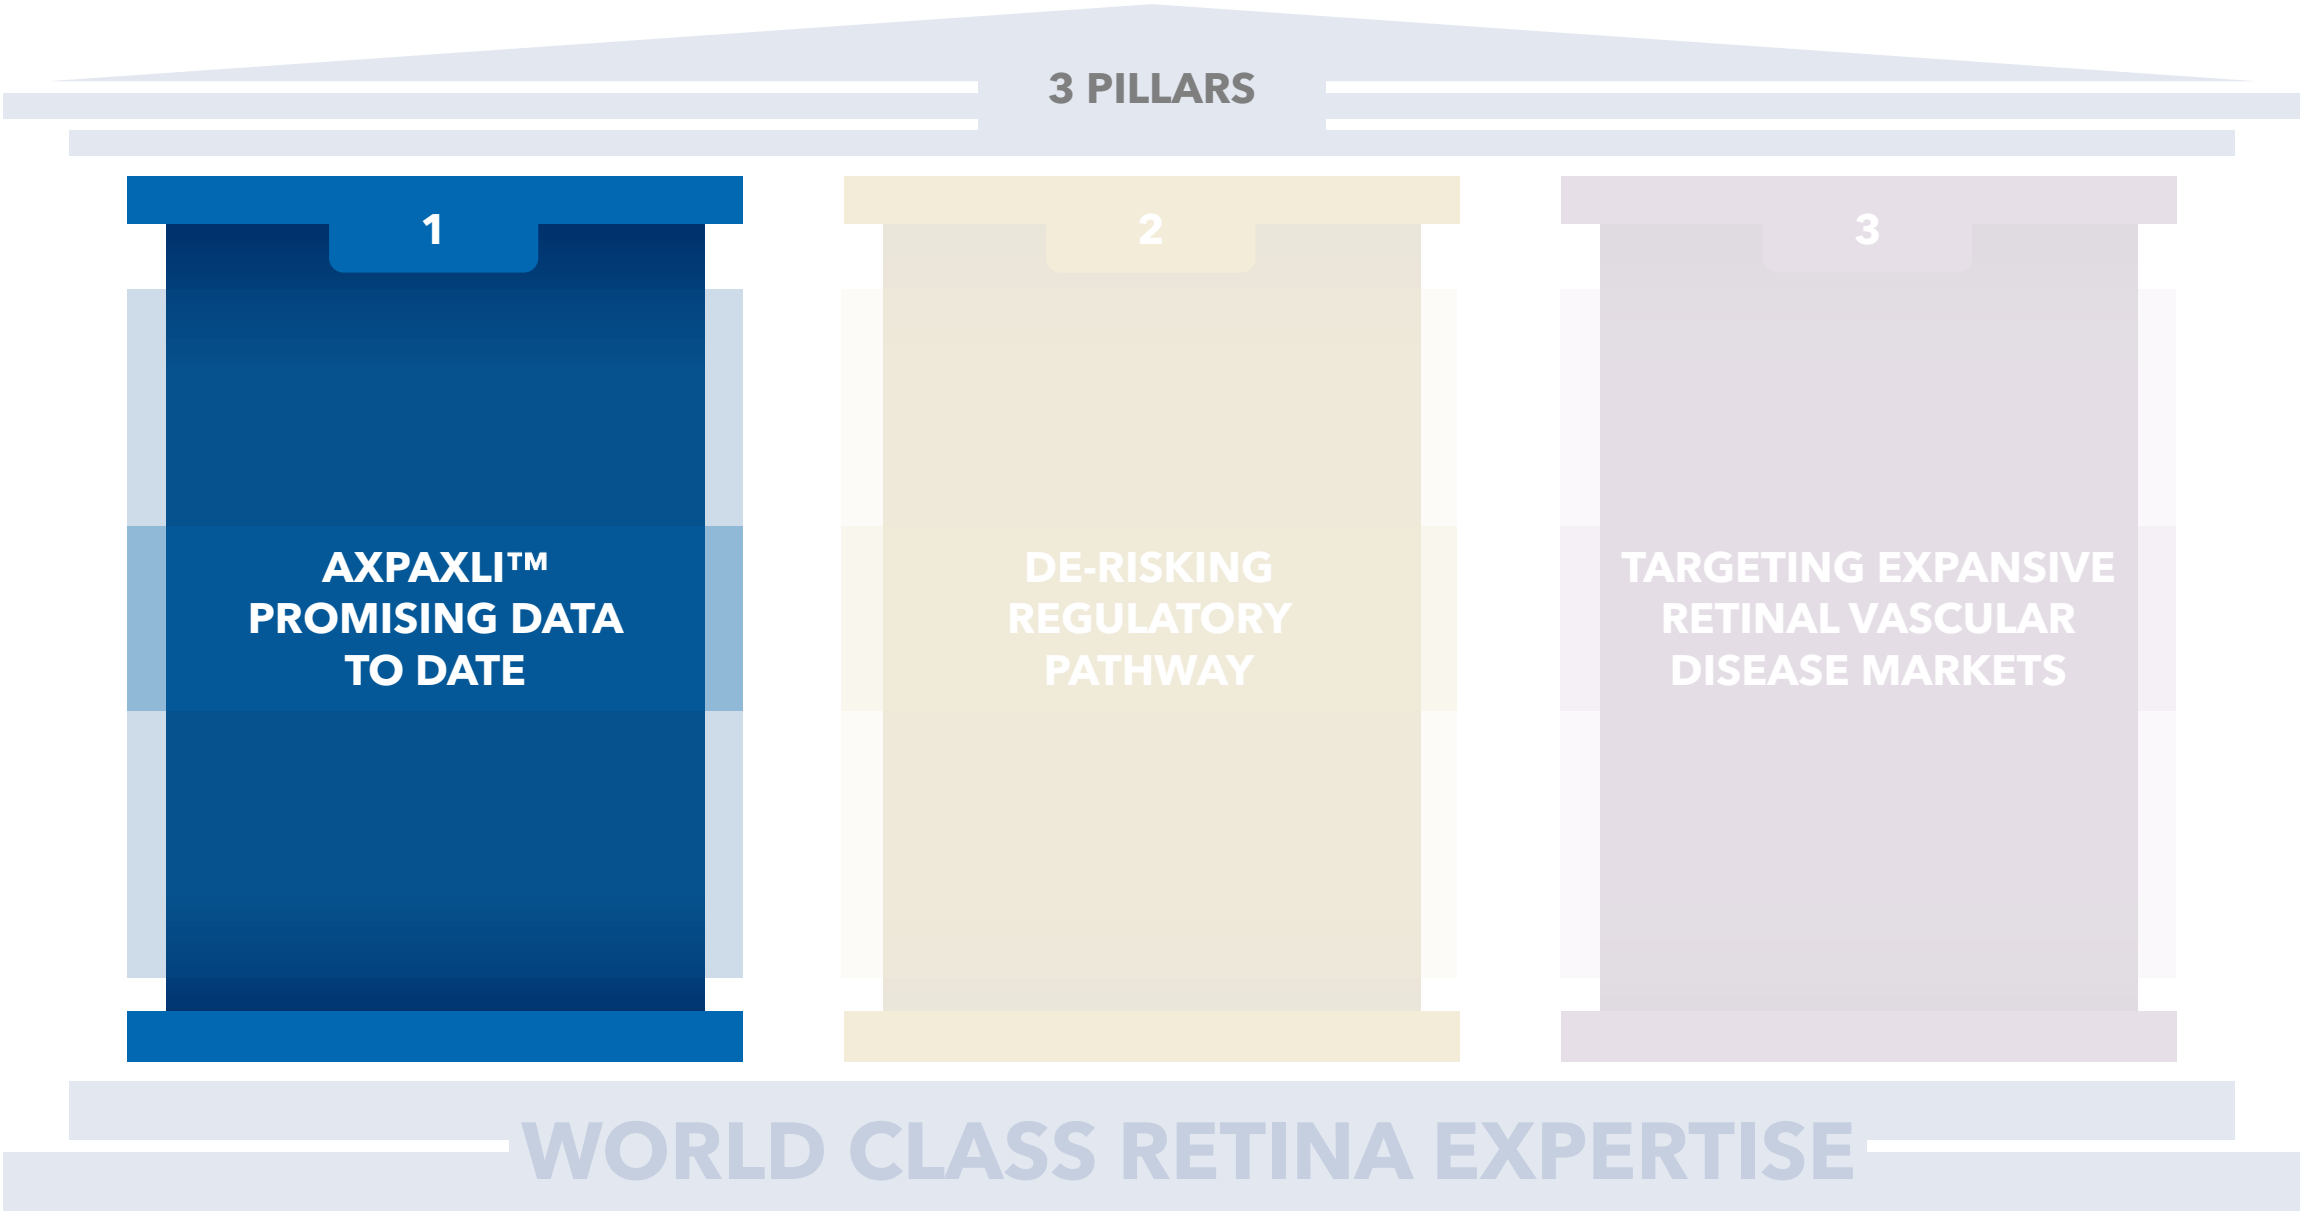 3 PILLARS
1
AXPAXLI™
PROMISING DATA
TO DATE
2
DE-RISKING
REGULATORY
PATHWAY
3
TARGETING EXPANSIVE
RETINAL VASCULAR
DISEASE MARKETS
WORLD CLASS RETINA EXPERTISE